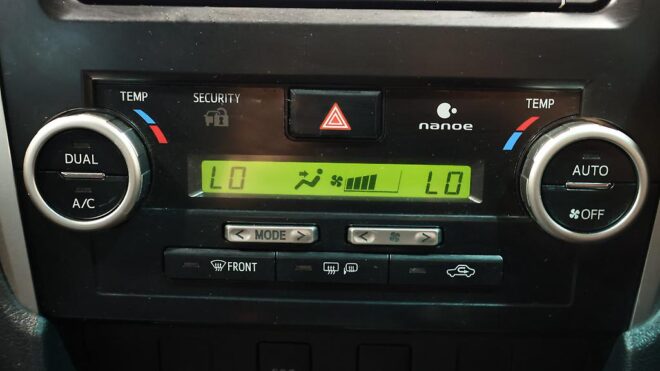 TEMP
SECURITY
nanoe
TEMP
DUAL
A/C
LO
LO
AUTO
OFF
< MODE >
< >
FRONT